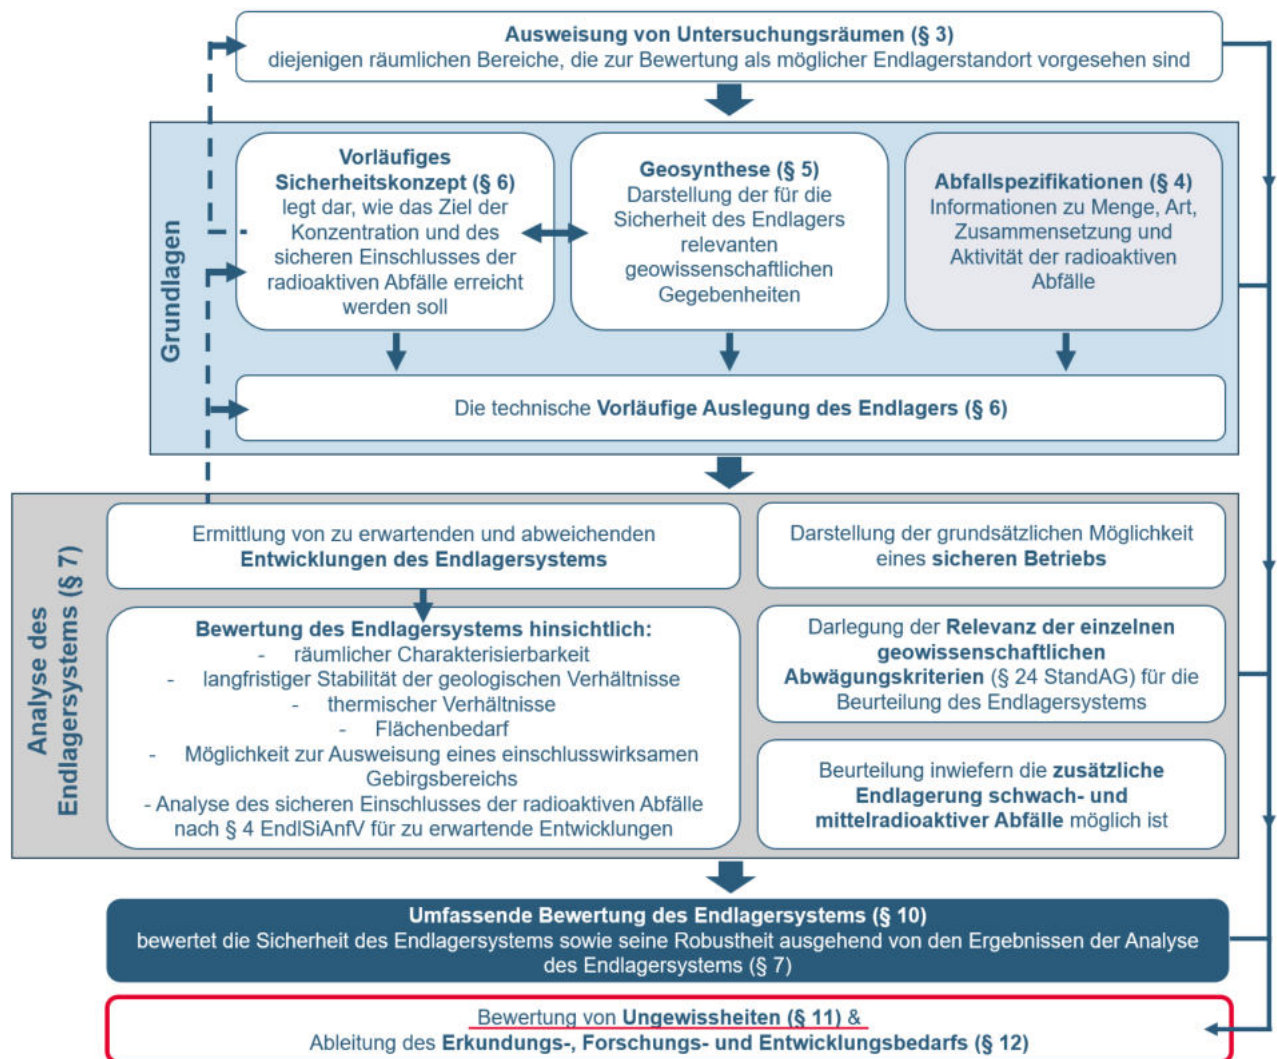 Ausweisung von Untersuchungsräumen (§ 3)
diejenigen räumlichen Bereiche, die zur Bewertung als möglicher Endlagerstandort vorgesehen sind
Grundlagen
Vorläufiges
Sicherheitskonzept (§ 6)
legt dar, wie das Ziel der
Konzentration und des
sicheren Einschlusses der
radioaktiven Abfälle erreicht
werden soll
Geosynthese (§ 5)
Darstellung der für die
Sicherheit des Endlagers
relevanten
geowissenschaftlichen
Gegebenheiten
Abfallspezifikationen (§ 4)
Informationen zu Menge, Art,
Zusammensetzung und
Aktivität der radioaktiven
Abfälle
Die technische Vorläufige Auslegung des Endlagers (§ 6)
Analyse des
Endlagersystems (§ 7)
Ermittlung von zu erwartenden und abweichenden
Entwicklungen des Endlagersystems
Bewertung des Endlagersystems hinsichtlich:
- räumlicher Charakterisierbarkeit
- langfristiger Stabilität der geologischen Verhältnisse
- thermischer Verhältnisse
- Flächenbedarf
- Möglichkeit zur Ausweisung eines einschlusswirksamen
Gebirgsbereichs
- Analyse des sicheren Einschlusses der radioaktiven Abfälle
nach § 4 EndlSiAnfV für zu erwartende Entwicklungen
Darstellung der grundsätzlichen Möglichkeit
eines sicheren Betriebs
Darlegung der Relevanz der einzelnen
geowissenschaftlichen
Abwägungskriterien (§ 24 StandAG) für die
Beurteilung des Endlagersystems
Beurteilung inwiefern die zusätzliche
Endlagerung schwach- und
mittelradioaktiver Abfälle möglich ist
Umfassende Bewertung des Endlagersystems (§ 10)
bewertet die Sicherheit des Endlagersystems sowie seine Robustheit ausgehend von den Ergebnissen der Analyse
des Endlagersystems (§ 7)
Bewertung von Ungewissheiten (§ 11) &
Ableitung des Erkundungs-, Forschungs- und Entwicklungsbedarfs (§ 12)